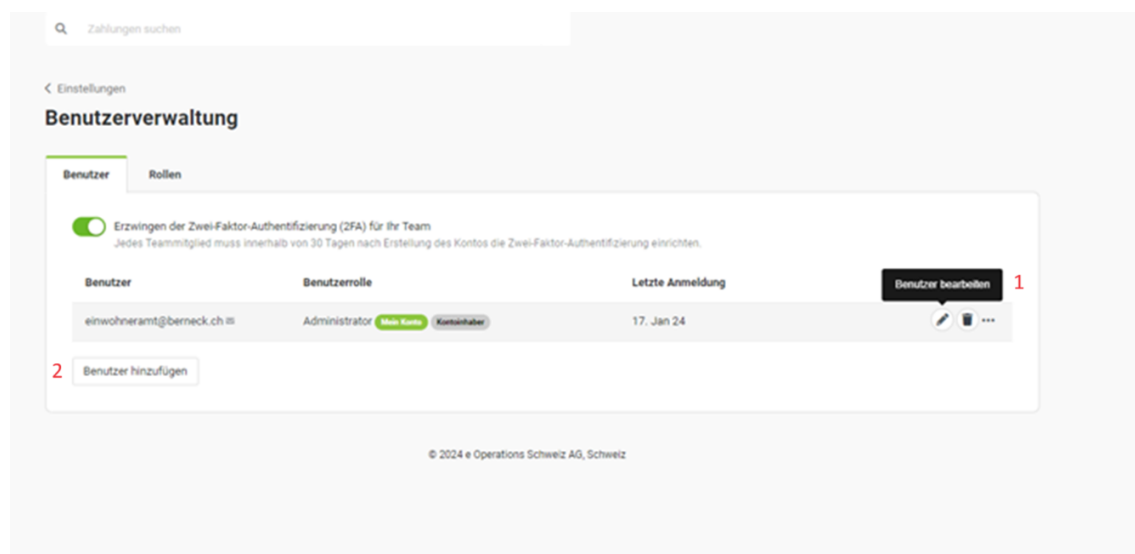 Zahlungen suchen
Einstellungen
Benutzerverwaltung
Benutzer Rollen
Erzwingen der Zwei-Faktor-Authentifizierung (2FA) für Ihr Team
Jedes Teammitglied muss innerhalb von 30 Tagen nach Erstellung des Kontos die Zwei-Faktor-Authentifizierung einrichten.
Benutzer Benutzerrolle Letzte Anmeldung Benutzer bearbeiten 1
einwohneramt@berneck.ch Administrator Mein Konto Kontoinhaber 17. Jan 24
2 Benutzer hinzufügen
© 2024 e Operations Schweiz AG, Schweiz